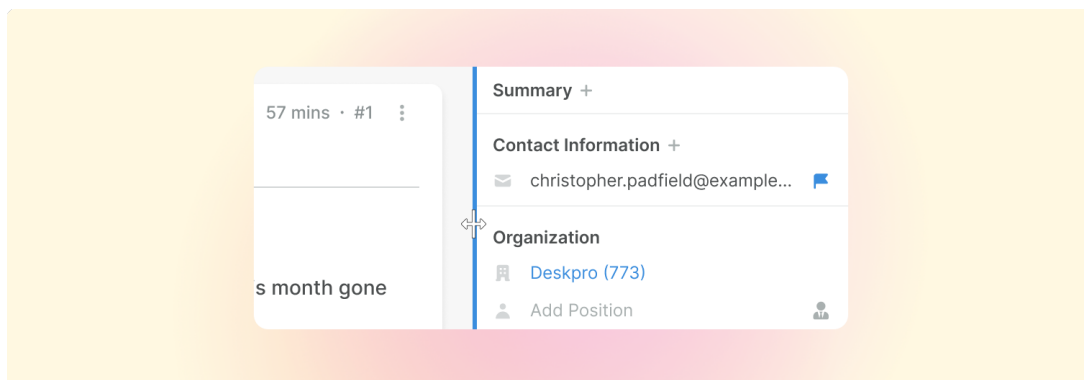 57 mins · #1
s month gone
Summary +
Contact Information +
christopher.padfield@example...
Organization
Deskpro (773)
Add Position